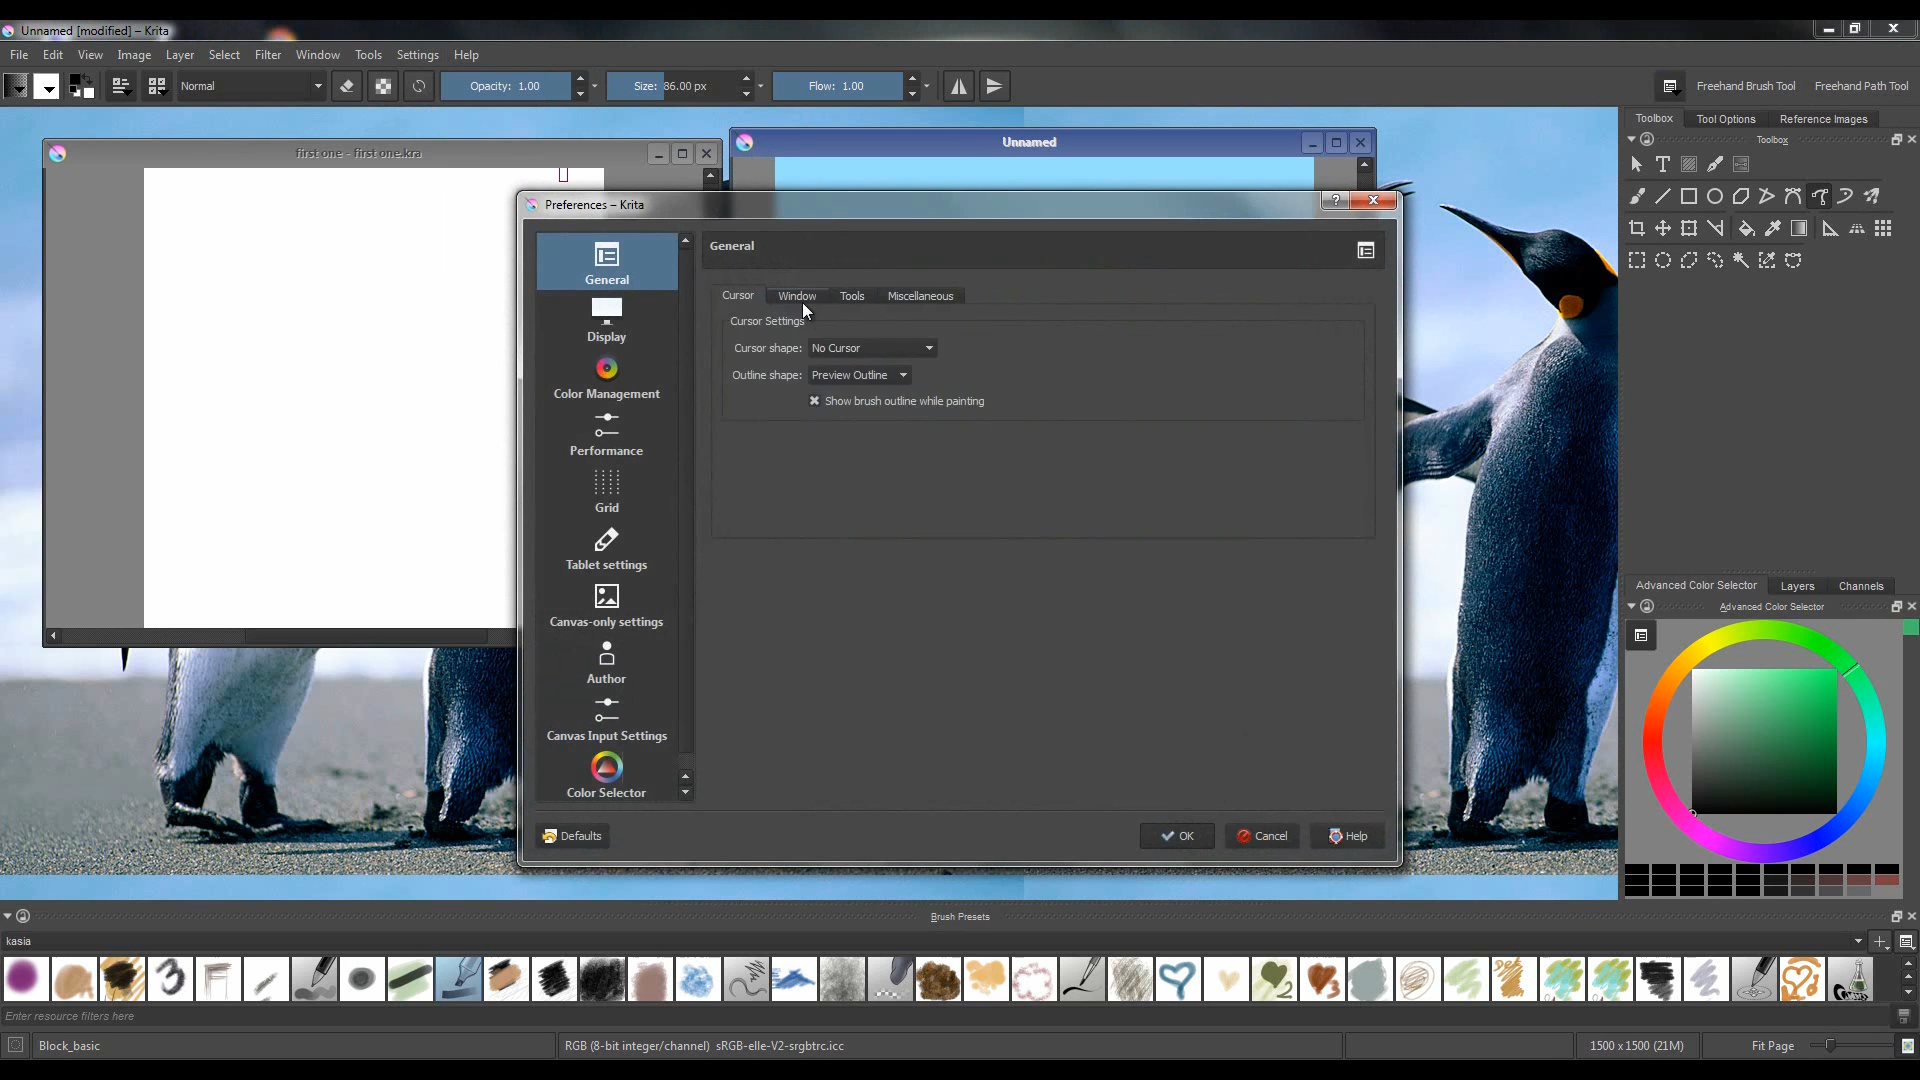 Unnamed [modified] – Krita
File Edit View Image Layer Select Filter Window Tools Settings Help
Normal Opacity: 1.00 Size: 86.00 px Flow: 1.00 Freehand Brush Tool Freehand Path Tool
Toolbox Tool Options Reference Images
Toolbox
first one - first one.kra
Unnamed
Preferences – Krita
General
Display
Color Management
Performance
Grid
Tablet settings
Canvas-only settings
Author
Canvas Input Settings
Color Selector
General
Cursor Window Tools Miscellaneous
Cursor Settings
Cursor shape: No Cursor
Outline shape: Preview Outline
Show brush outline while painting
Defaults OK Cancel Help
Advanced Color Selector Layers Channels
Advanced Color Selector
Brush Presets
kasia
Enter resource filters here
Block_basic RGB (8-bit integer/channel) sRGB-elle-V2-srgbtrc.icc 1500 x 1500 (21M) Fit Page